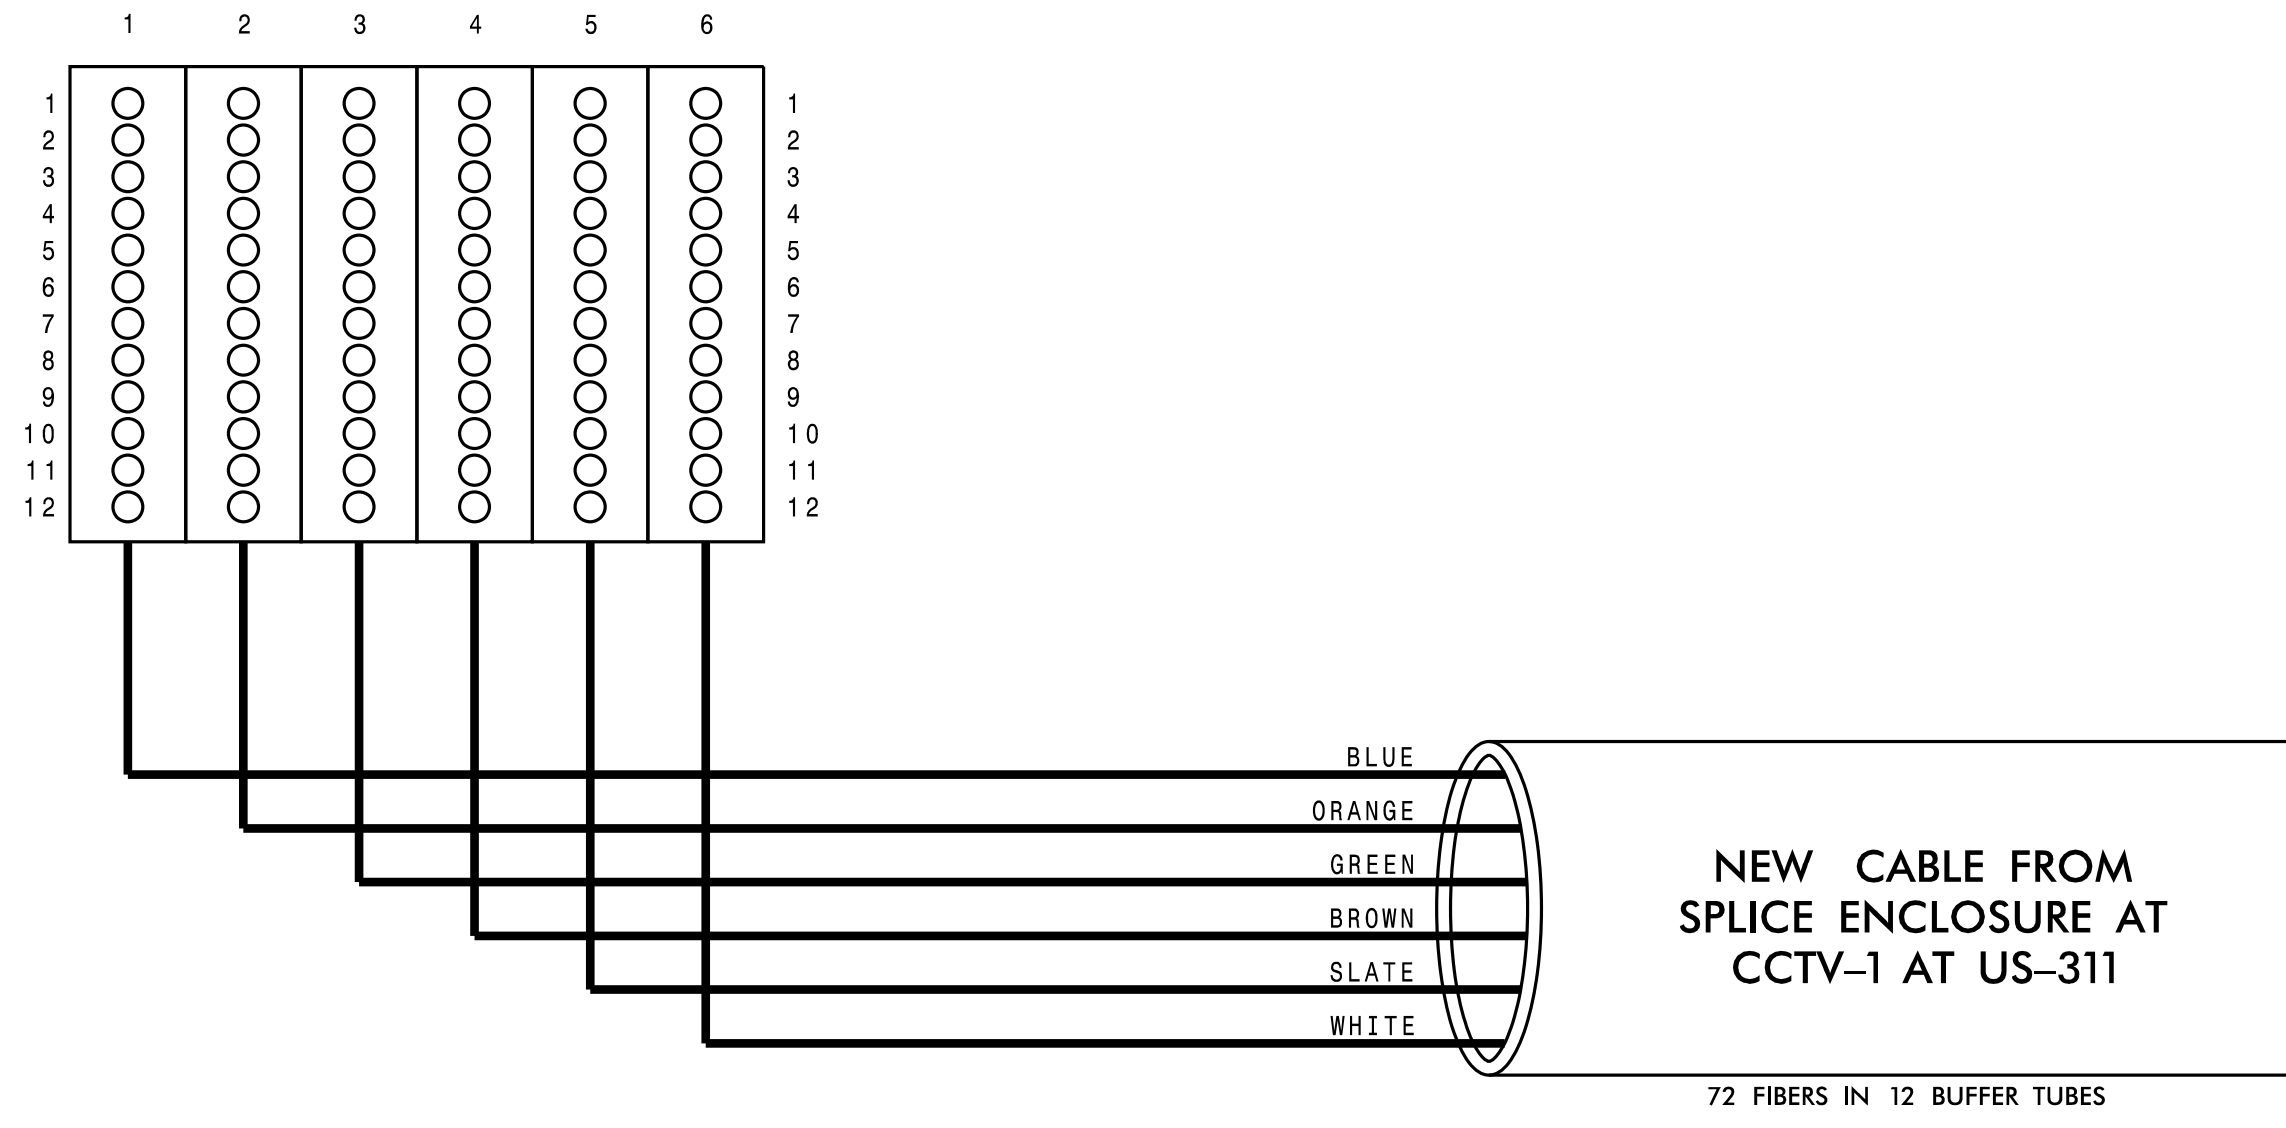 1 2 3 4 5 6
1 1
2 2
3 3
4 4
5 5
6 6
7 7
8 8
9 9
10 10
11 11
12 12
BLUE
ORANGE
GREEN
BROWN
SLATE
WHITE
NEW CABLE FROM
SPLICE ENCLOSURE AT
CCTV-1 AT US-311
72 FIBERS IN 12 BUFFER TUBES